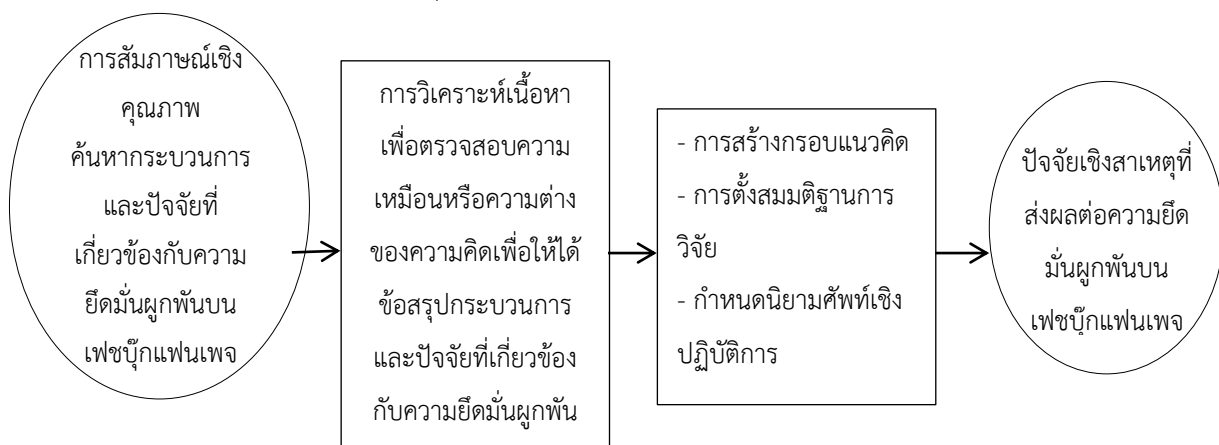 การสัมภาษณ์เชิง
คุณภาพ
ค้นหากระบวนการ
และปัจจัยที่
เกี่ยวข้องกับความ
ยึดมั่นผูกพันบน
เฟซบุ๊กแฟนเพจ
การวิเคราะห์เนื้อหา
เพื่อตรวจสอบความ
เหมือนหรือความต่าง
ของความคิดเพื่อให้ได้
ข้อสรุปกระบวนการ
และปัจจัยที่เกี่ยวข้อง
กับความยึดมั่นผูกพัน
- การสร้างกรอบแนวคิด
- การตั้งสมมติฐานการ
วิจัย
- กำหนดนิยามศัพท์เชิง
ปฏิบัติการ
ปัจจัยเชิงสาเหตุที่
ส่งผลต่อความยึด
มั่นผูกพันบน
เฟซบุ๊กแฟนเพจ